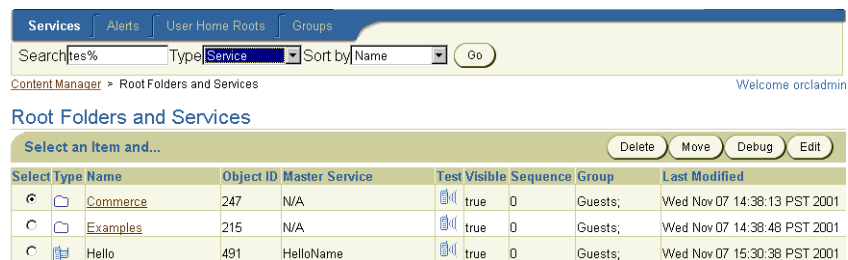 Services Alerts User Home Roots Groups
Search tes% Type Service Sort by Name Go
Content Manager > Root Folders and Services Welcome orcladmin
Root Folders and Services
Select an Item and... Delete Move Debug Edit
Select Type Name Object ID Master Service Test Visible Sequence Group Last Modified
Commerce 247 N/A true 0 Guests; Wed Nov 07 14:38:13 PST 2001
Examples 215 N/A true 0 Guests; Wed Nov 07 14:38:48 PST 2001
Hello 491 HelloName true 0 Guests; Wed Nov 07 15:30:38 PST 2001